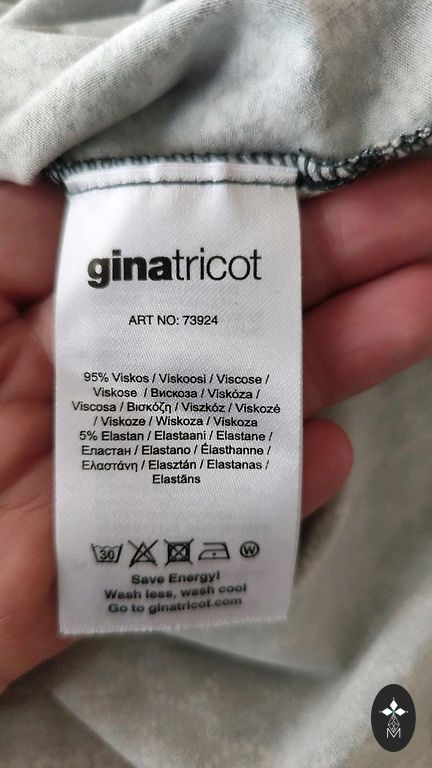 ginatricot
ART NO: 73924
95% Viskos / Viskoosi / Viscose /
Viskose / Вискоза / Viskóza /
Viscosa / Βισκόζη / Viszkóz / Viskozė
/ Viskoze / Wiskoza / Viskoza
5% Elastan / Elastaani / Elastane /
Еластан / Elastano / Élasthanne /
Ελαστάνη / Elasztán / Elastanas /
Elastāns
30 W
Save Energy!
Wash less, wash cool
Go to ginatricot.com
M